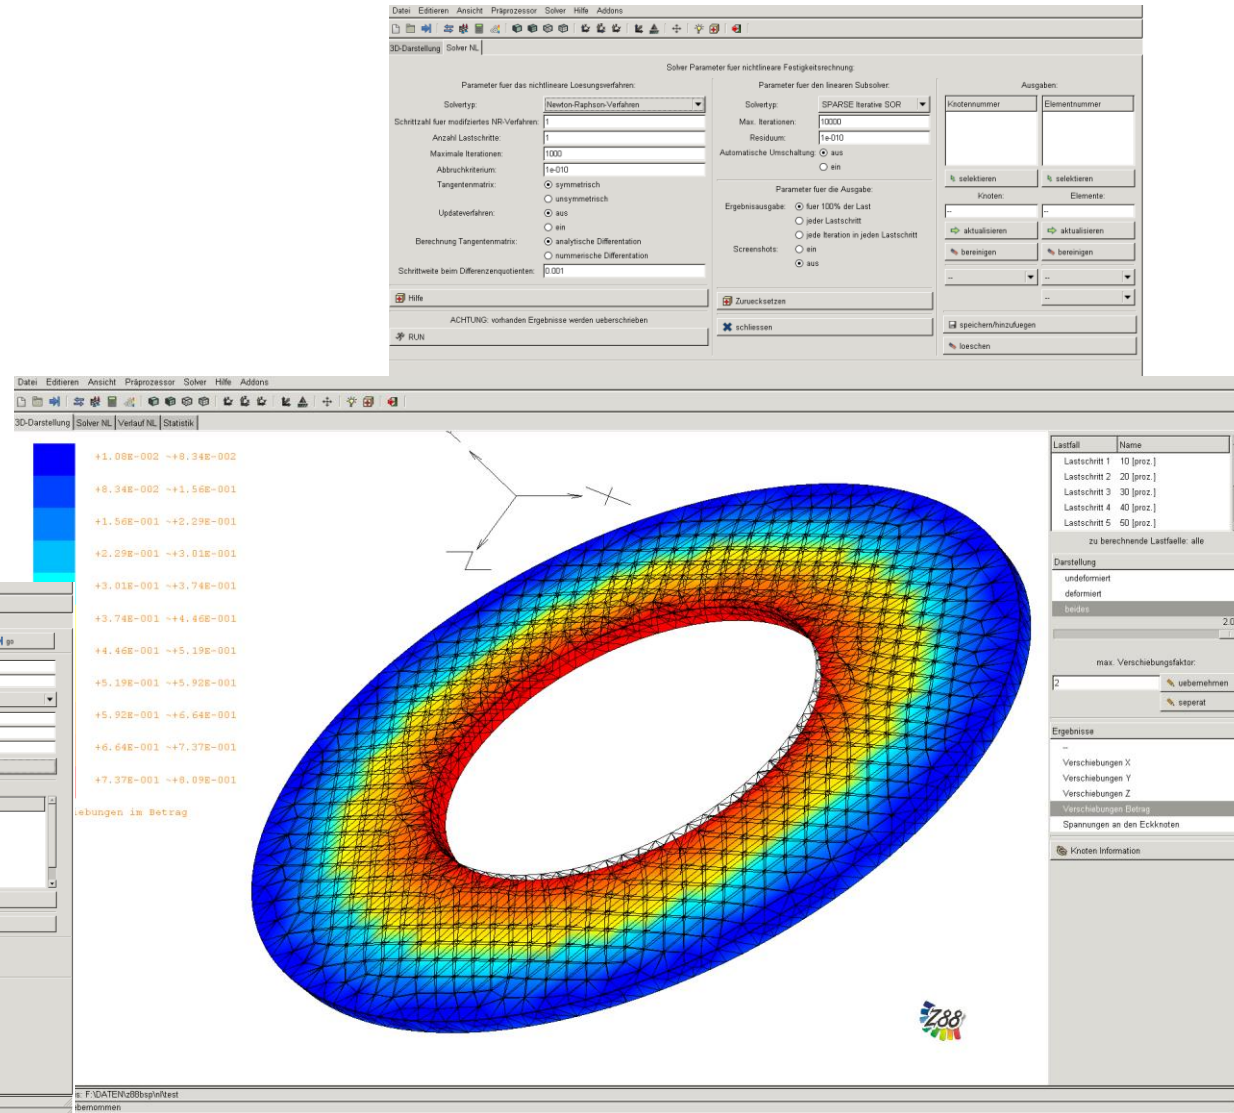 Datei Editieren Ansicht Präprozessor Solver Hilfe Addons
3D-Darstellung Solver NL
Solver Parameter fuer nichtlineare Festigkeitsrechnung:
Parameter fuer das nichtlineare Loesungsverfahren:
Solvertyp: Newton-Raphson-Verfahren
Schrittzahl fuer modifziertes NR-Verfahren: 1
Anzahl Lastschritte: 1
Maximale Iterationen: 1000
Abbruchkriterium: 1e-010
Tangentenmatrix: symmetrisch
unsymmetrisch
Updateverfahren: aus
ein
Berechnung Tangentenmatrix: analytische Differentation
nummerische Differentation
Schrittweite beim Differenzenquotienten: 0.001
Hilfe
ACHTUNG: vorhanden Ergebnisse werden ueberschrieben
RUN
Parameter fuer den linearen Subsolver:
Solvertyp: SPARSE Iterative SOR
Max. Iterationen: 10000
Residuum: 1e-010
Automatische Umschaltung: aus
ein
Parameter fuer die Ausgabe:
Ergebnisausgabe: fuer 100% der Last
jeder Lastschritt
jede Iteration in jeden Lastschritt
Screenshots: ein
aus
Zuruecksetzen
schliessen
Ausgaben:
Knotennummer Elementnummer
selektieren selektieren
Knoten: Elemente:
-- --
aktualisieren aktualisieren
bereinigen bereinigen
-- --
--
speichern/hinzufuegen
loeschen
Datei Editieren Ansicht Präprozessor Solver Hilfe Addons
3D-Darstellung Solver NL Verlauf NL Statistik
+1.08E-002 ~+8.34E-002
+8.34E-002 ~+1.56E-001
+1.56E-001 ~+2.29E-001
+2.29E-001 ~+3.01E-001
+3.01E-001 ~+3.74E-001
+3.74E-001 ~+4.46E-001
+4.46E-001 ~+5.19E-001
+5.19E-001 ~+5.92E-001
+5.92E-001 ~+6.64E-001
+6.64E-001 ~+7.37E-001
+7.37E-001 ~+8.09E-001
iebungen im Betrag
X
Z
go
Lastfall Name
Lastschritt 1 10 [proz.]
Lastschritt 2 20 [proz.]
Lastschritt 3 30 [proz.]
Lastschritt 4 40 [proz.]
Lastschritt 5 50 [proz.]
zu berechnende Lastfaelle: alle
Darstellung
undeformiert
deformiert
beides
2.0
max. Verschiebungsfaktor:
2 uebernehmen
seperat
Ergebnisse
--
Verschiebungen X
Verschiebungen Y
Verschiebungen Z
Verschiebungen Betrag
Spannungen an den Eckknoten
Knoten Information
Z88
s: F:\DATEN\z88bsp\nl\test
bernommen